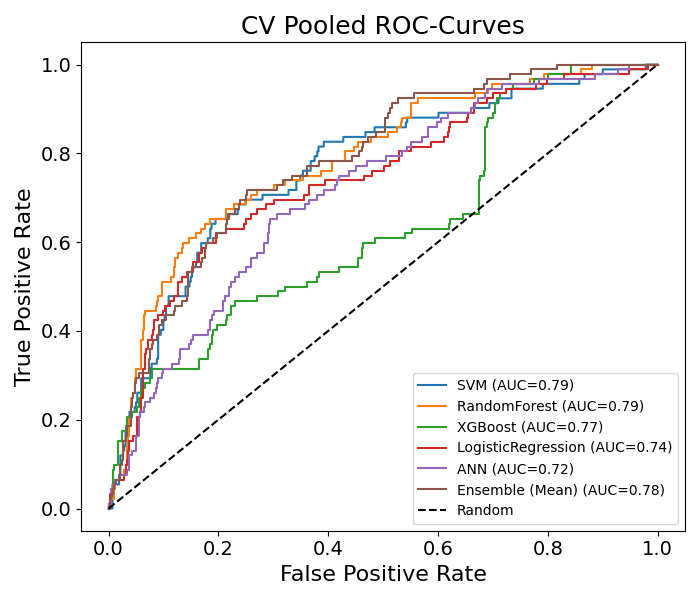 CV Pooled ROC-Curves
True Positive Rate
1.0
0.8
0.6
0.4
0.2
0.0
SVM (AUC=0.79)
RandomForest (AUC=0.79)
XGBoost (AUC=0.77)
LogisticRegression (AUC=0.74)
ANN (AUC=0.72)
Ensemble (Mean) (AUC=0.78)
Random
0.0 0.2 0.4 0.6 0.8 1.0
False Positive Rate